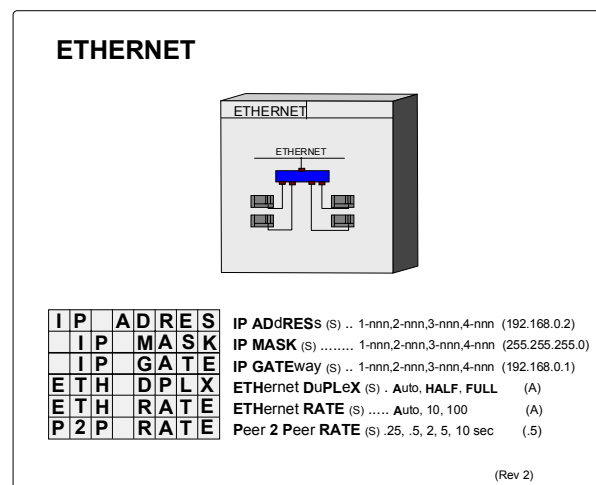 ETHERNET
ETHERNET
ETHERNET
IP ADRES IP ADdRESs (S) .. 1-nnn,2-nnn,3-nnn,4-nnn (192.168.0.2)
IP MASK IP MASK (S) ........ 1-nnn,2-nnn,3-nnn,4-nnn (255.255.255.0)
IP GATE IP GATEway (S) .. 1-nnn,2-nnn,3-nnn,4-nnn (192.168.0.1)
ETH DPLX ETHernet DuPLeX (S) . Auto, HALF, FULL (A)
ETH RATE ETHernet RATE (S) ..... Auto, 10, 100 (A)
P2P RATE Peer 2 Peer RATE (S) .25, .5, 2, 5, 10 sec (.5)
(Rev 2)